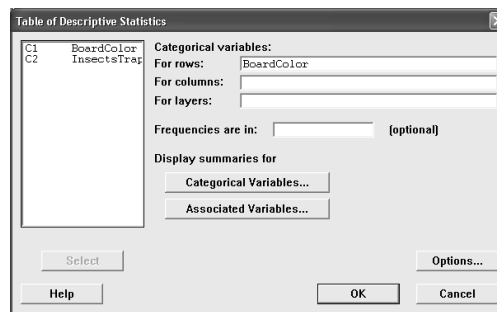 Table of Descriptive Statistics
C1 BoardColor
C2 InsectsTrap
Categorical variables:
For rows: BoardColor
For columns:
For layers:
Frequencies are in: (optional)
Display summaries for
Categorical Variables...
Associated Variables...
Select
Options...
Help
OK
Cancel